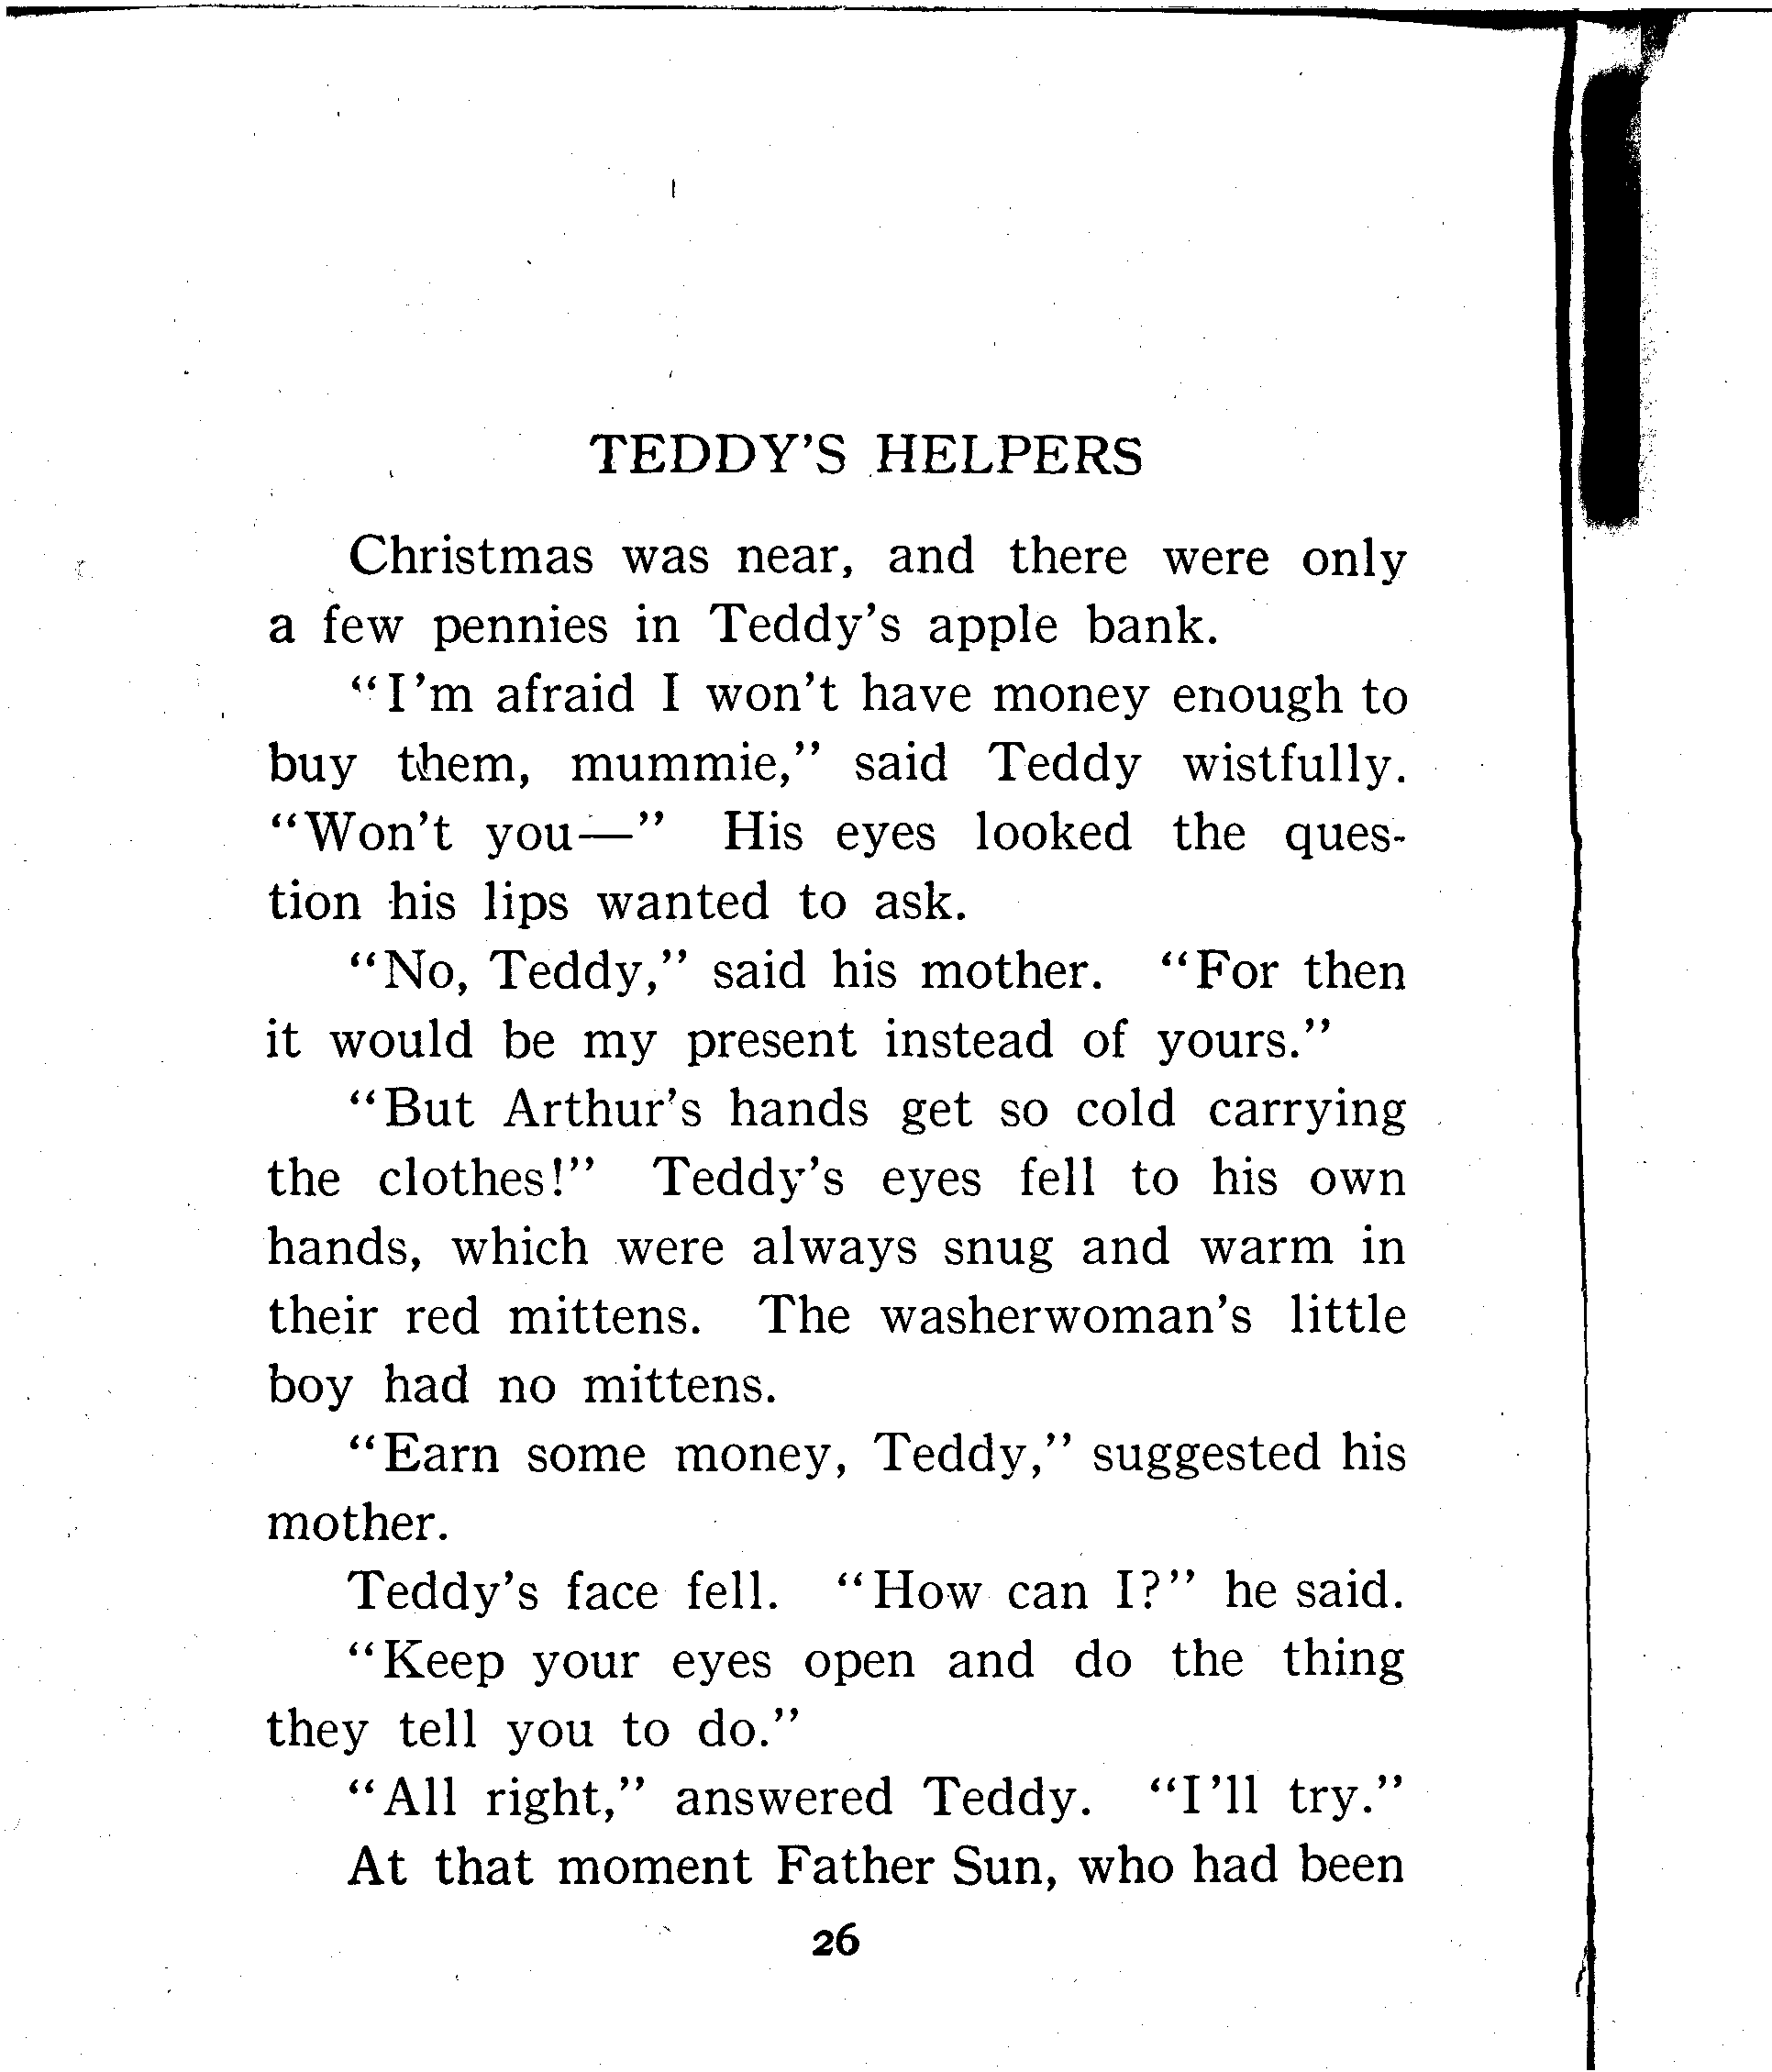 TEDDY'S HELPERS
Christmas was near, and there were only
a few pennies in Teddy's apple bank.
"I'm afraid I won't have money enough to
buy them, mummie," said Teddy wistfully.
"Won't you—" His eyes looked the ques-
tion his lips wanted to ask.
"No, Teddy," said his mother. "For then
it would be my present instead of yours."
"But Arthur's hands get so cold carrying
the clothes!" Teddy's eyes fell to his own
hands, which were always snug and warm in
their red mittens. The washerwoman's little
boy had no mittens.
"Earn some money, Teddy," suggested his
mother.
Teddy's face fell. "How can I?" he said.
"Keep your eyes open and do the thing
they tell you to do."
"All right," answered Teddy. "I'll try."
At that moment Father Sun, who had been
26